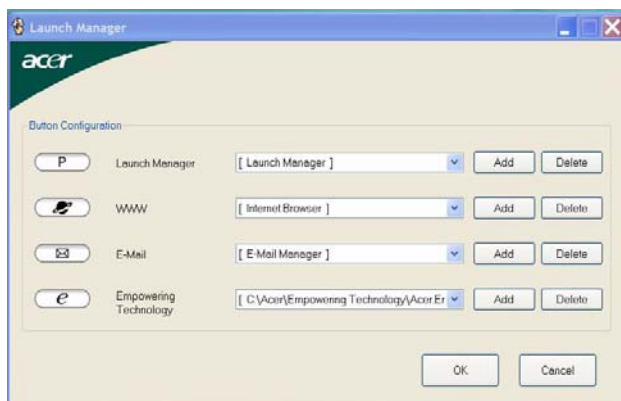 Launch Manager
acer
Button Configuration
P Launch Manager [ Launch Manager ] Add Delete
WWW [ Internet Browser ] Add Delete
E-Mail [ E-Mail Manager ] Add Delete
e Empowering Technology [ C:\Acer\Empowering Technology\Acer.Er Add Delete
OK Cancel